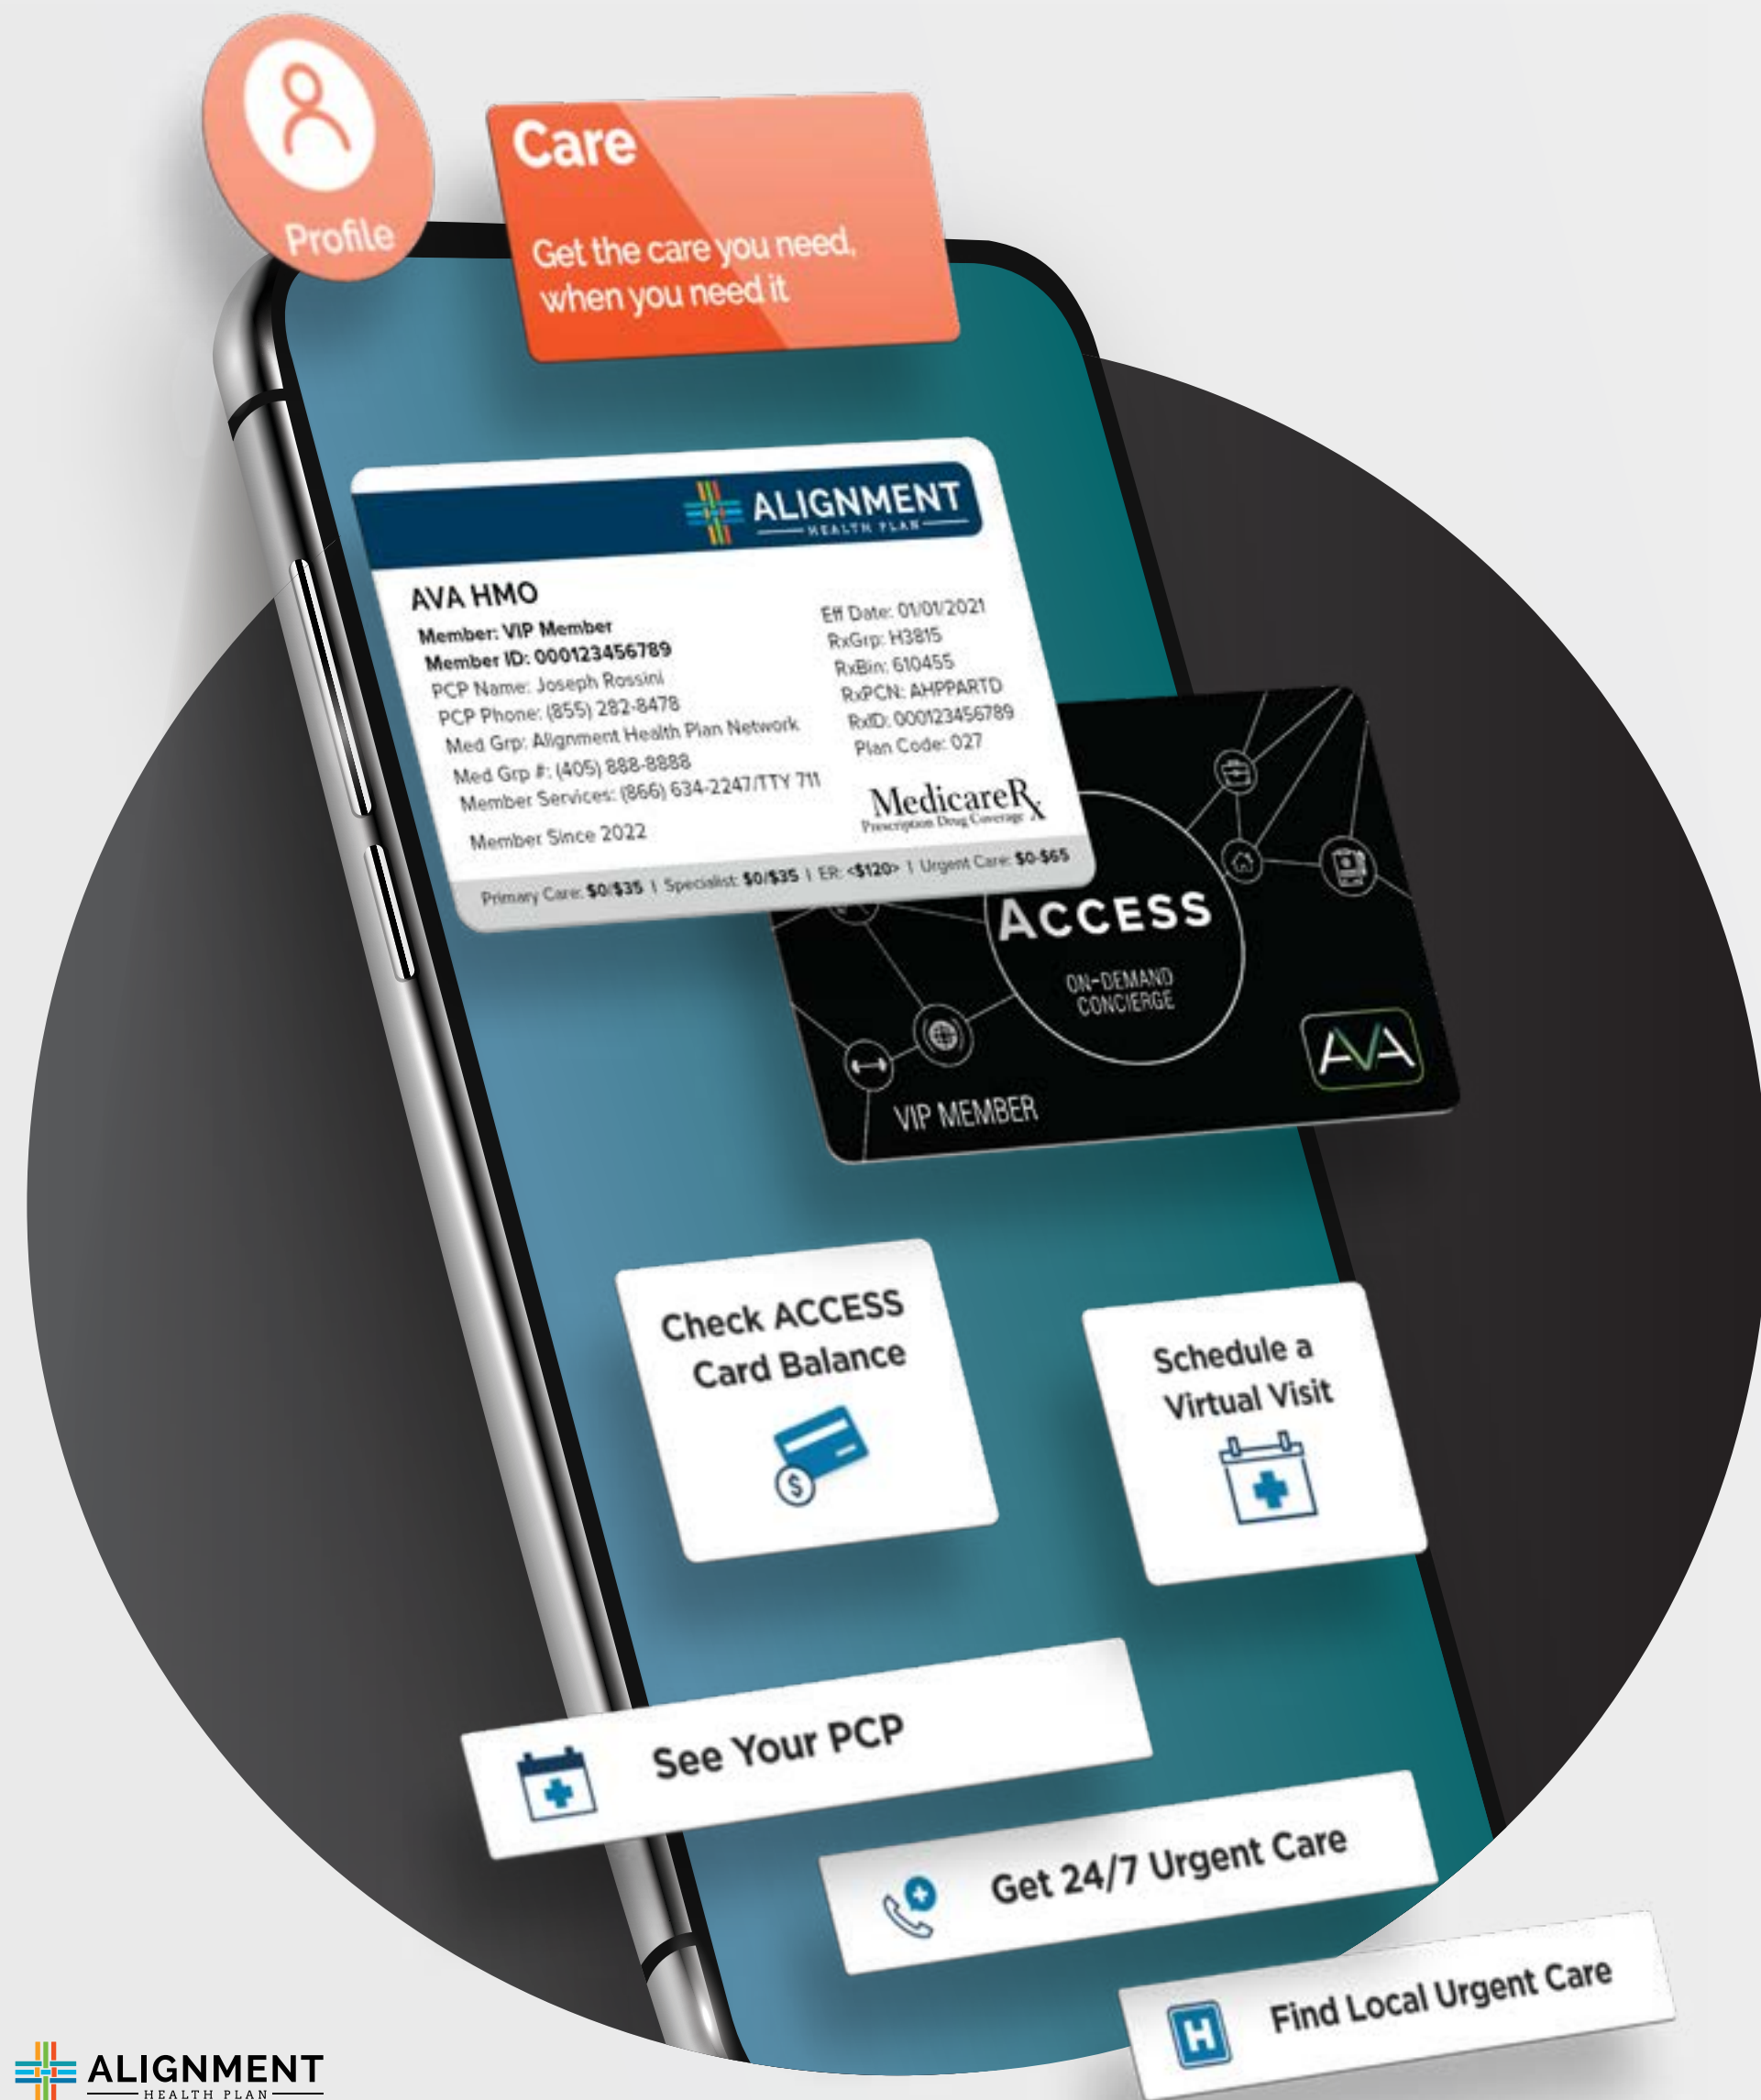 Profile
Care
Get the care you need,
when you need it
ALIGNMENT
HEALTH PLAN
AVA HMO
Member: VIP Member
Member ID: 000123456789
PCP Name: Joseph Rossini
PCP Phone: (855) 282-8478
Med Grp: Alignment Health Plan Network
Med Grp #: (405) 888-8888
Member Services: (866) 634-2247/TTY 711
Member Since 2022
Eff Date: 01/01/2021
RxGrp: H3815
RxBin: 610455
RxPCN: AHPPARTD
RxID: 000123456789
Plan Code: 027
MedicareRx
Prescription Drug Coverage
Primary Care: $0/$35 | Specialist: $0/$35 | ER: <$120> | Urgent Care: $0-$65
ACCESS
ON-DEMAND
CONCIERGE
VIP MEMBER
AVA
Check ACCESS
Card Balance
$
Schedule a
Virtual Visit
See Your PCP
Get 24/7 Urgent Care
H
Find Local Urgent Care
ALIGNMENT
HEALTH PLAN